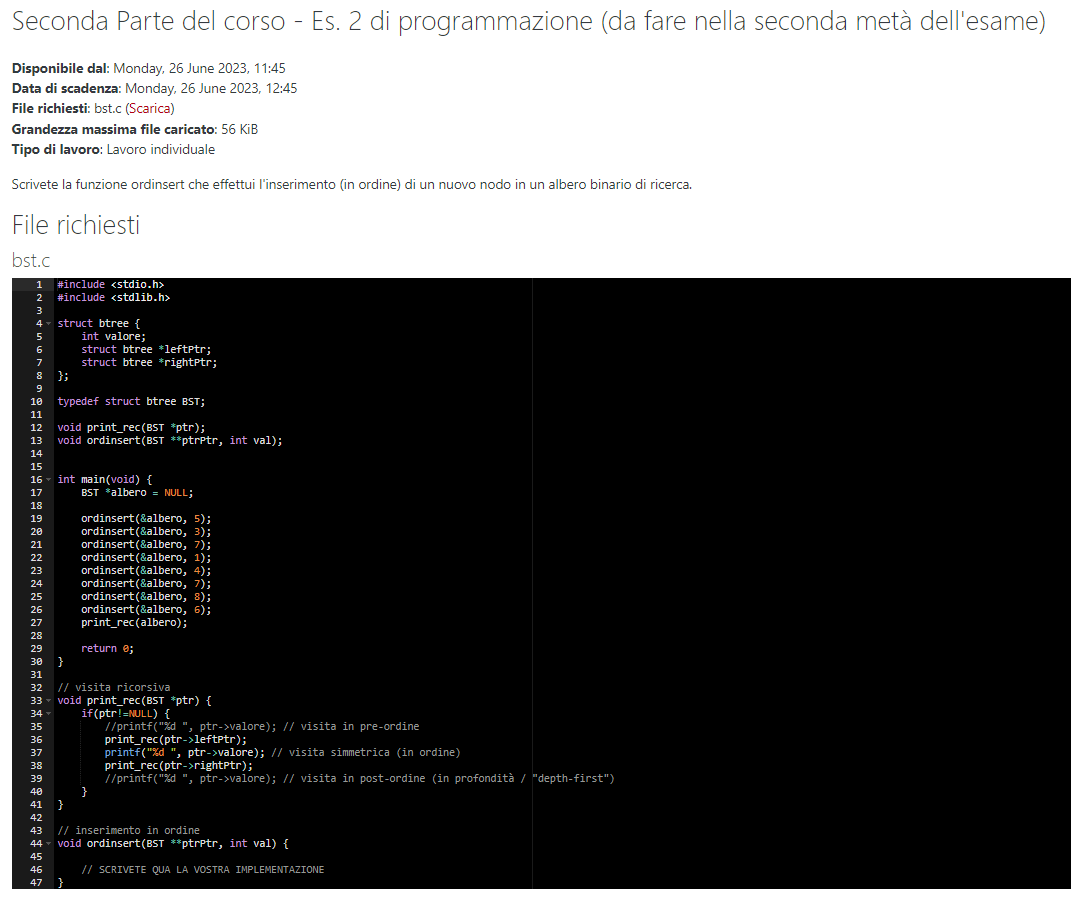 Seconda Parte del corso - Es. 2 di programmazione (da fare nella seconda metà dell'esame)
Disponibile dal: Monday, 26 June 2023, 11:45
Data di scadenza: Monday, 26 June 2023, 12:45
File richiesti: bst.c (Scarica)
Grandezza massima file caricato: 56 KiB
Tipo di lavoro: Lavoro individuale
Scrivete la funzione ordinsert che effettui l'inserimento (in ordine) di un nuovo nodo in un albero binario di ricerca.
File richiesti
bst.c
1 #include <stdio.h>
2 #include <stdlib.h>
3
4 struct btree {
5     int valore;
6     struct btree *leftPtr;
7     struct btree *rightPtr;
8 };
9
10 typedef struct btree BST;
11
12 void print_rec(BST *ptr);
13 void ordinsert(BST **ptrPtr, int val);
14
15
16 int main(void) {
17     BST *albero = NULL;
18
19     ordinsert(&albero, 5);
20     ordinsert(&albero, 3);
21     ordinsert(&albero, 7);
22     ordinsert(&albero, 1);
23     ordinsert(&albero, 4);
24     ordinsert(&albero, 7);
25     ordinsert(&albero, 8);
26     ordinsert(&albero, 6);
27     print_rec(albero);
28
29     return 0;
30 }
31
32 // visita ricorsiva
33 void print_rec(BST *ptr) {
34     if(ptr!=NULL) {
35         //printf("%d ", ptr->valore); // visita in pre-ordine
36         print_rec(ptr->leftPtr);
37         printf("%d ", ptr->valore); // visita simmetrica (in ordine)
38         print_rec(ptr->rightPtr);
39         //printf("%d ", ptr->valore); // visita in post-ordine (in profondità / "depth-first")
40     }
41 }
42
43 // inserimento in ordine
44 void ordinsert(BST **ptrPtr, int val) {
45
46     // SCRIVETE QUA LA VOSTRA IMPLEMENTAZIONE
47 }